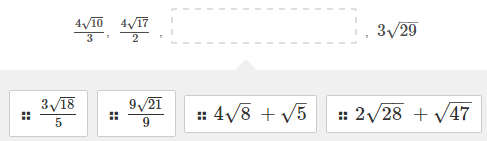 4√10/3, 4√17/2, , 3√29
3√18/5 9√21/9 4√8 + √5 2√28 + √47